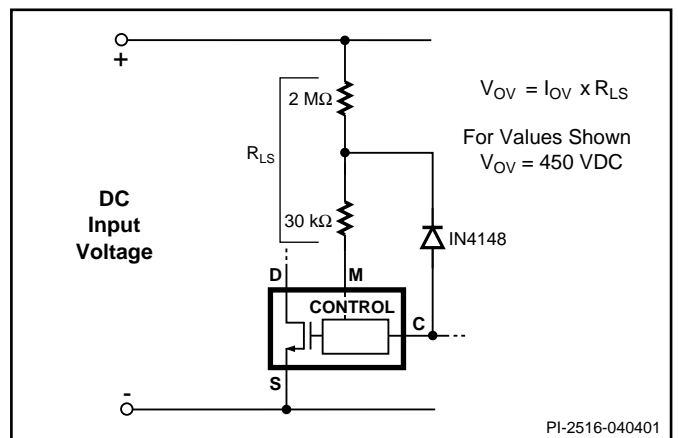 +
2 MΩ
V_OV = I_OV x R_LS
For Values Shown
V_OV = 450 VDC
R_LS
DC
Input
Voltage
30 kΩ
IN4148
D
M
CONTROL
C
S
-
PI-2516-040401